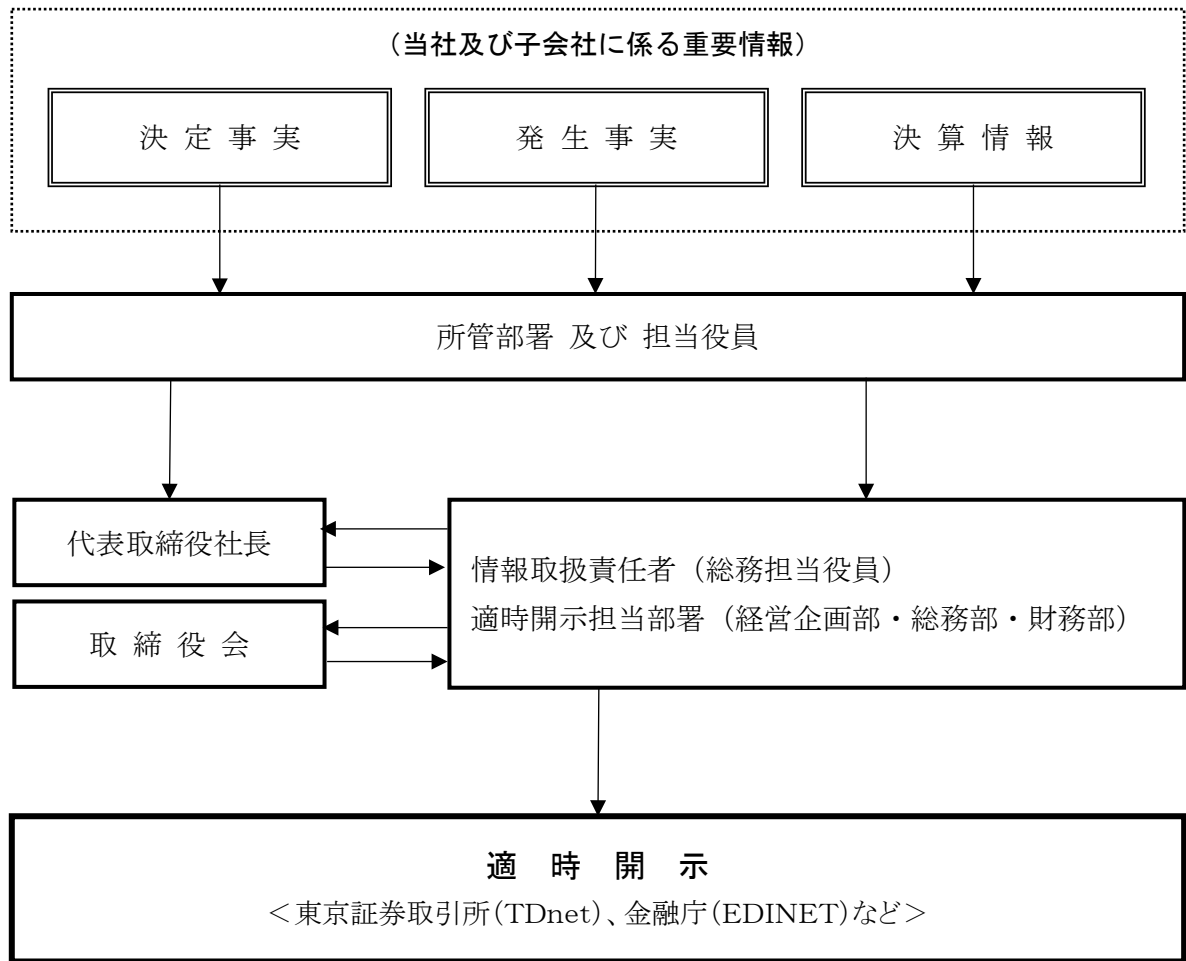 （当社及び子会社に係る重要情報）
決 定 事 実
発 生 事 実
決 算 情 報
所管部署 及び 担当役員
代表取締役社長
取 締 役 会
情報取扱責任者（総務担当役員）
適時開示担当部署（経営企画部・総務部・財務部）
適 時 開 示
＜東京証券取引所（TDnet）、金融庁（EDINET）など＞